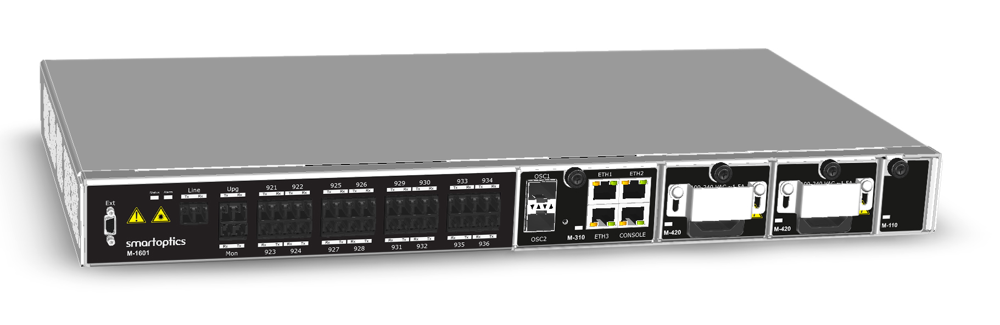 Ext
Status Alarm
Line
Tx Rx
Upg
Tx Rx
Rx Tx
Mon
smartoptics
M-1601
921 922
Tx Rx Tx Rx
Rx Tx Rx Tx
923 924
925 926
Tx Rx Tx Rx
Rx Tx Rx Tx
927 928
929 930
Tx Rx Tx Rx
Rx Tx Rx Tx
931 932
933 934
Tx Rx Tx Rx
Rx Tx Rx Tx
935 936
OSC1
OSC2
M-310
ETH1 ETH2
ETH3 CONSOLE
100-240 VAC ~1.5A
M-420
100-240 VAC ~1.5A
M-420
M-110